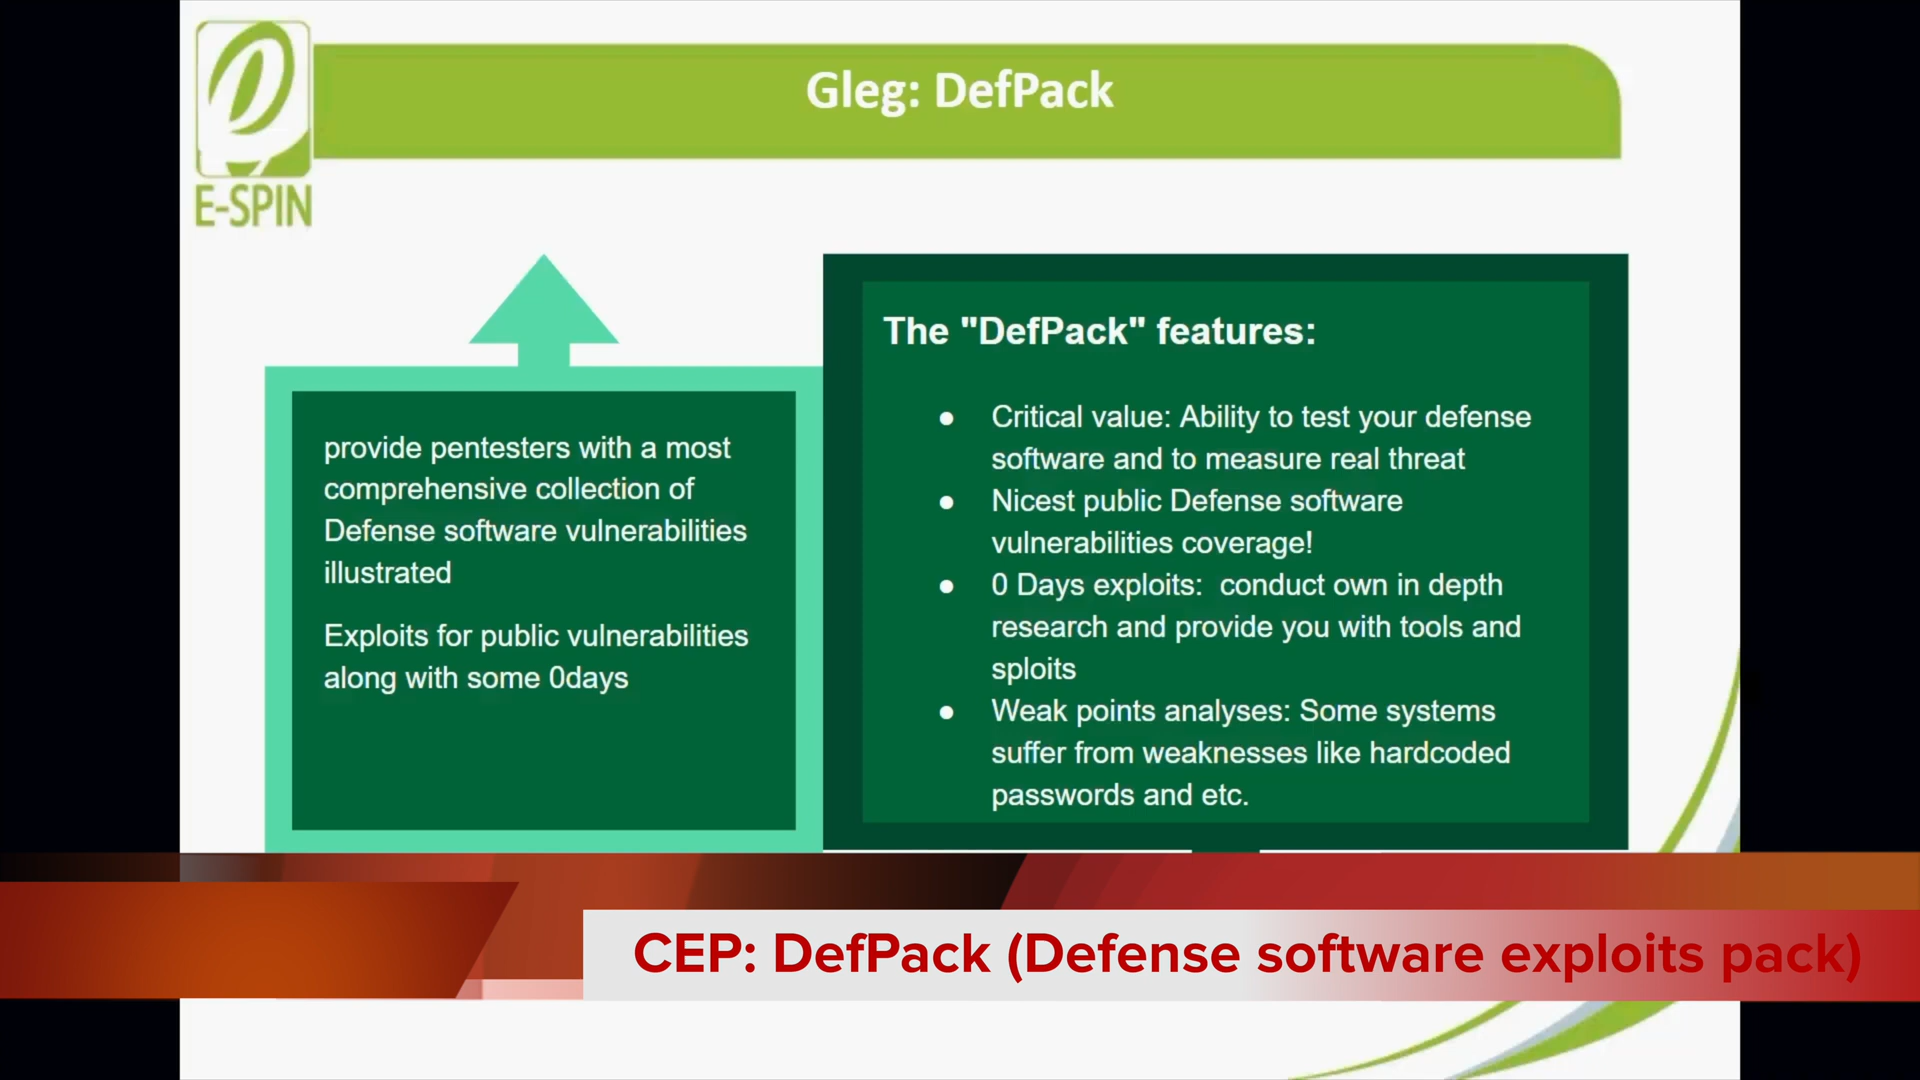 Gleg: DefPack
E-SPIN
provide pentesters with a most
comprehensive collection of
Defense software vulnerabilities
illustrated
Exploits for public vulnerabilities
along with some 0days
The "DefPack" features:
● Critical value: Ability to test your defense
software and to measure real threat
● Nicest public Defense software
vulnerabilities coverage!
● 0 Days exploits:  conduct own in depth
research and provide you with tools and
sploits
● Weak points analyses: Some systems
suffer from weaknesses like hardcoded
passwords and etc.
CEP: DefPack (Defense software exploits pack)